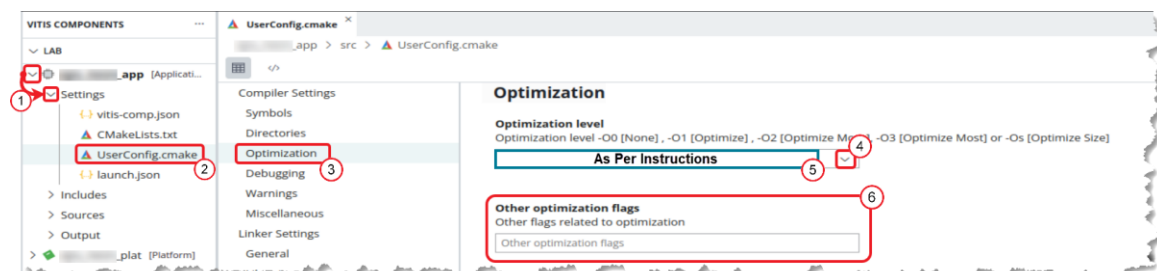 VITIS COMPONENTS ...
LAB
_app [Applicati...
1
Settings
{..} vitis-comp.json
CMakeLists.txt
UserConfig.cmake
2
{..} launch.json
Includes
Sources
Output
_plat [Platform]
UserConfig.cmake ×
_app > src > UserConfig.cmake
</>
Compiler Settings
Symbols
Directories
Optimization
3
Debugging
Warnings
Miscellaneous
Linker Settings
General
Optimization
Optimization level
Optimization level -O0 [None] , -O1 [Optimize] , -O2 [Optimize , -O3 [Optimize Most] or -Os [Optimize Size]
4
As Per Instructions
5
6
Other optimization flags
Other flags related to optimization
Other optimization flags